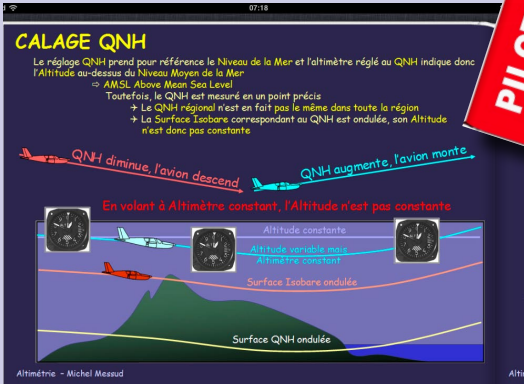 07:18
CALAGE QNH
Le réglage QNH prend pour référence le Niveau de la Mer et l'altimètre réglé au QNH indique donc
l'Altitude au-dessus du Niveau Moyen de la Mer
⇨ AMSL Above Mean Sea Level
Toutefois, le QNH est mesuré en un point précis
→ Le QNH régional n'est en fait pas le même dans toute la région
→ La Surface Isobare correspondant au QNH est ondulée, son Altitude
n'est donc pas constante
QNH diminue, l'avion descend
QNH augmente, l'avion monte
En volant à Altimètre constant, l'Altitude n'est pas constante
Altitude constante
Altitude variable mais
Altimètre constant
Surface Isobare ondulée
Surface QNH ondulée
Altimétrie - Michel Messud
Alti